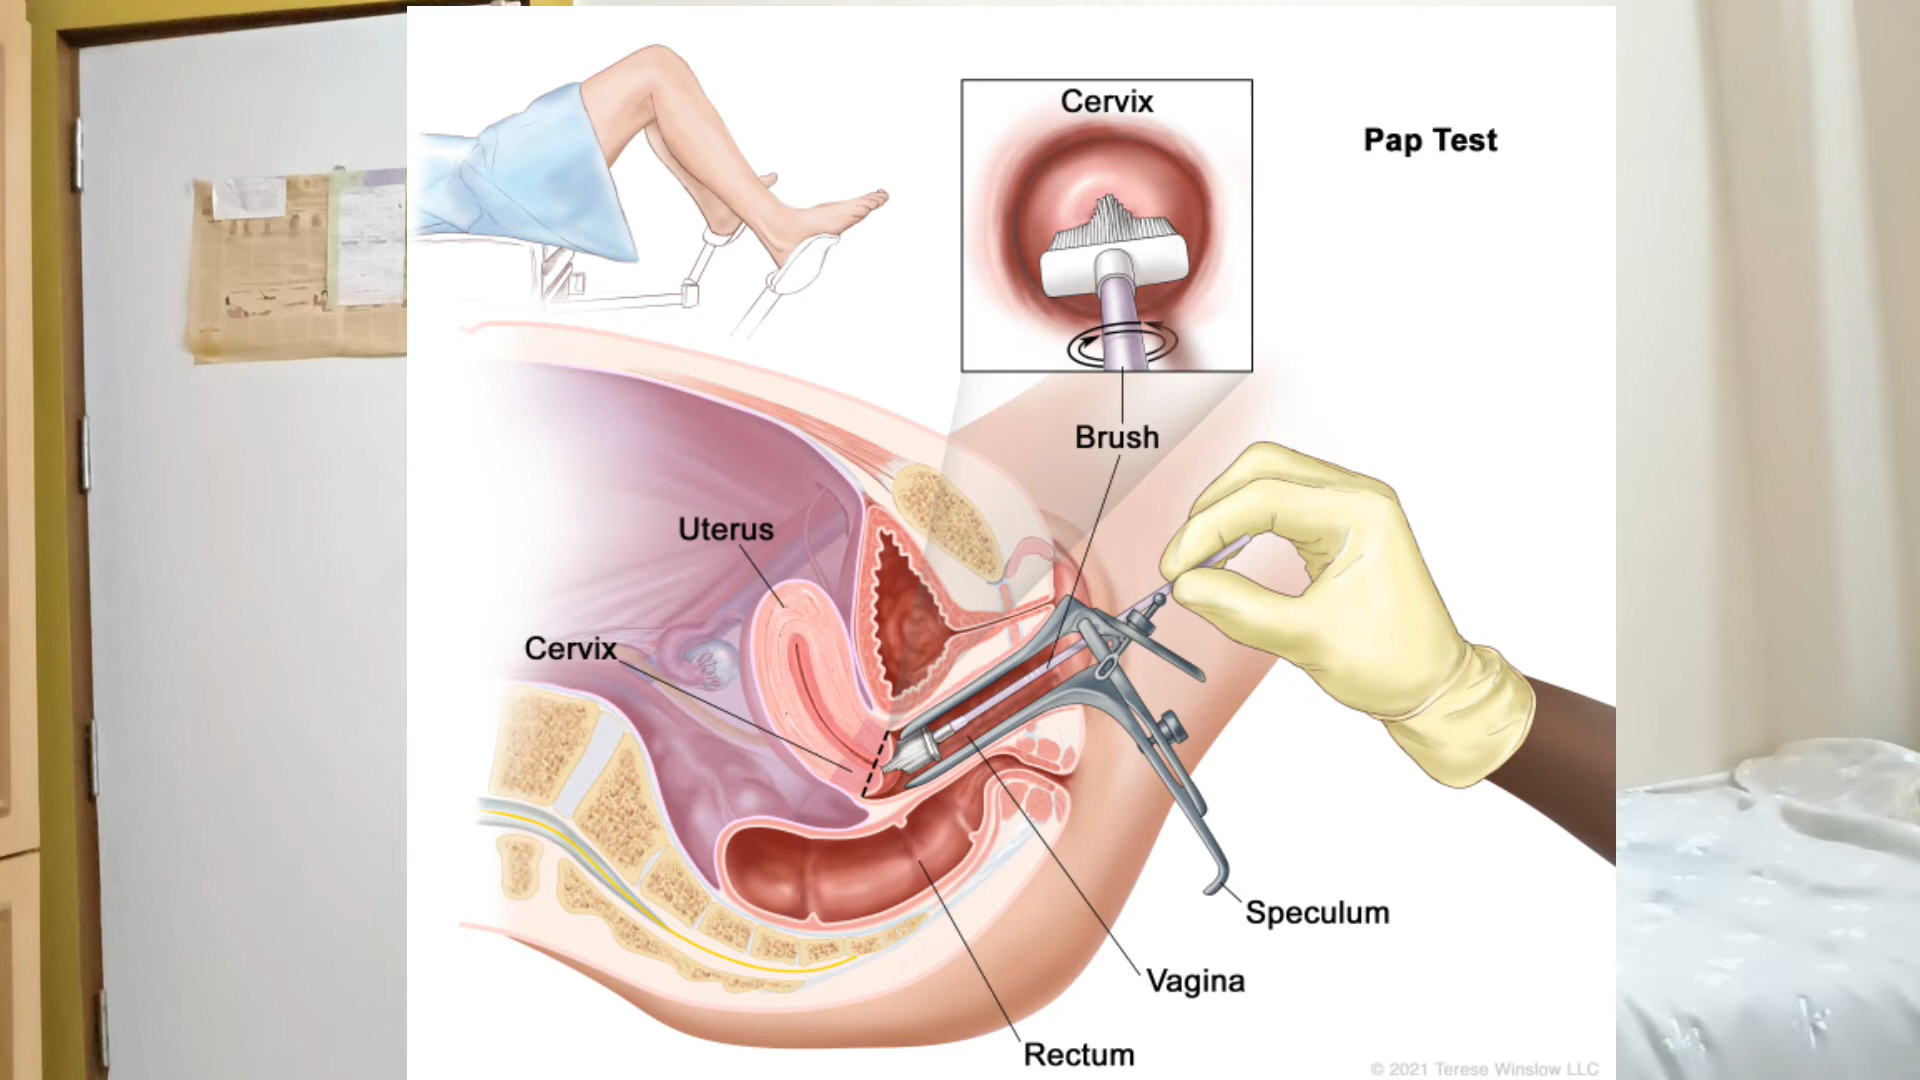 Cervix
Pap Test
Brush
Uterus
Cervix
Speculum
Vagina
Rectum
© 2021 Terese Winslow LLC